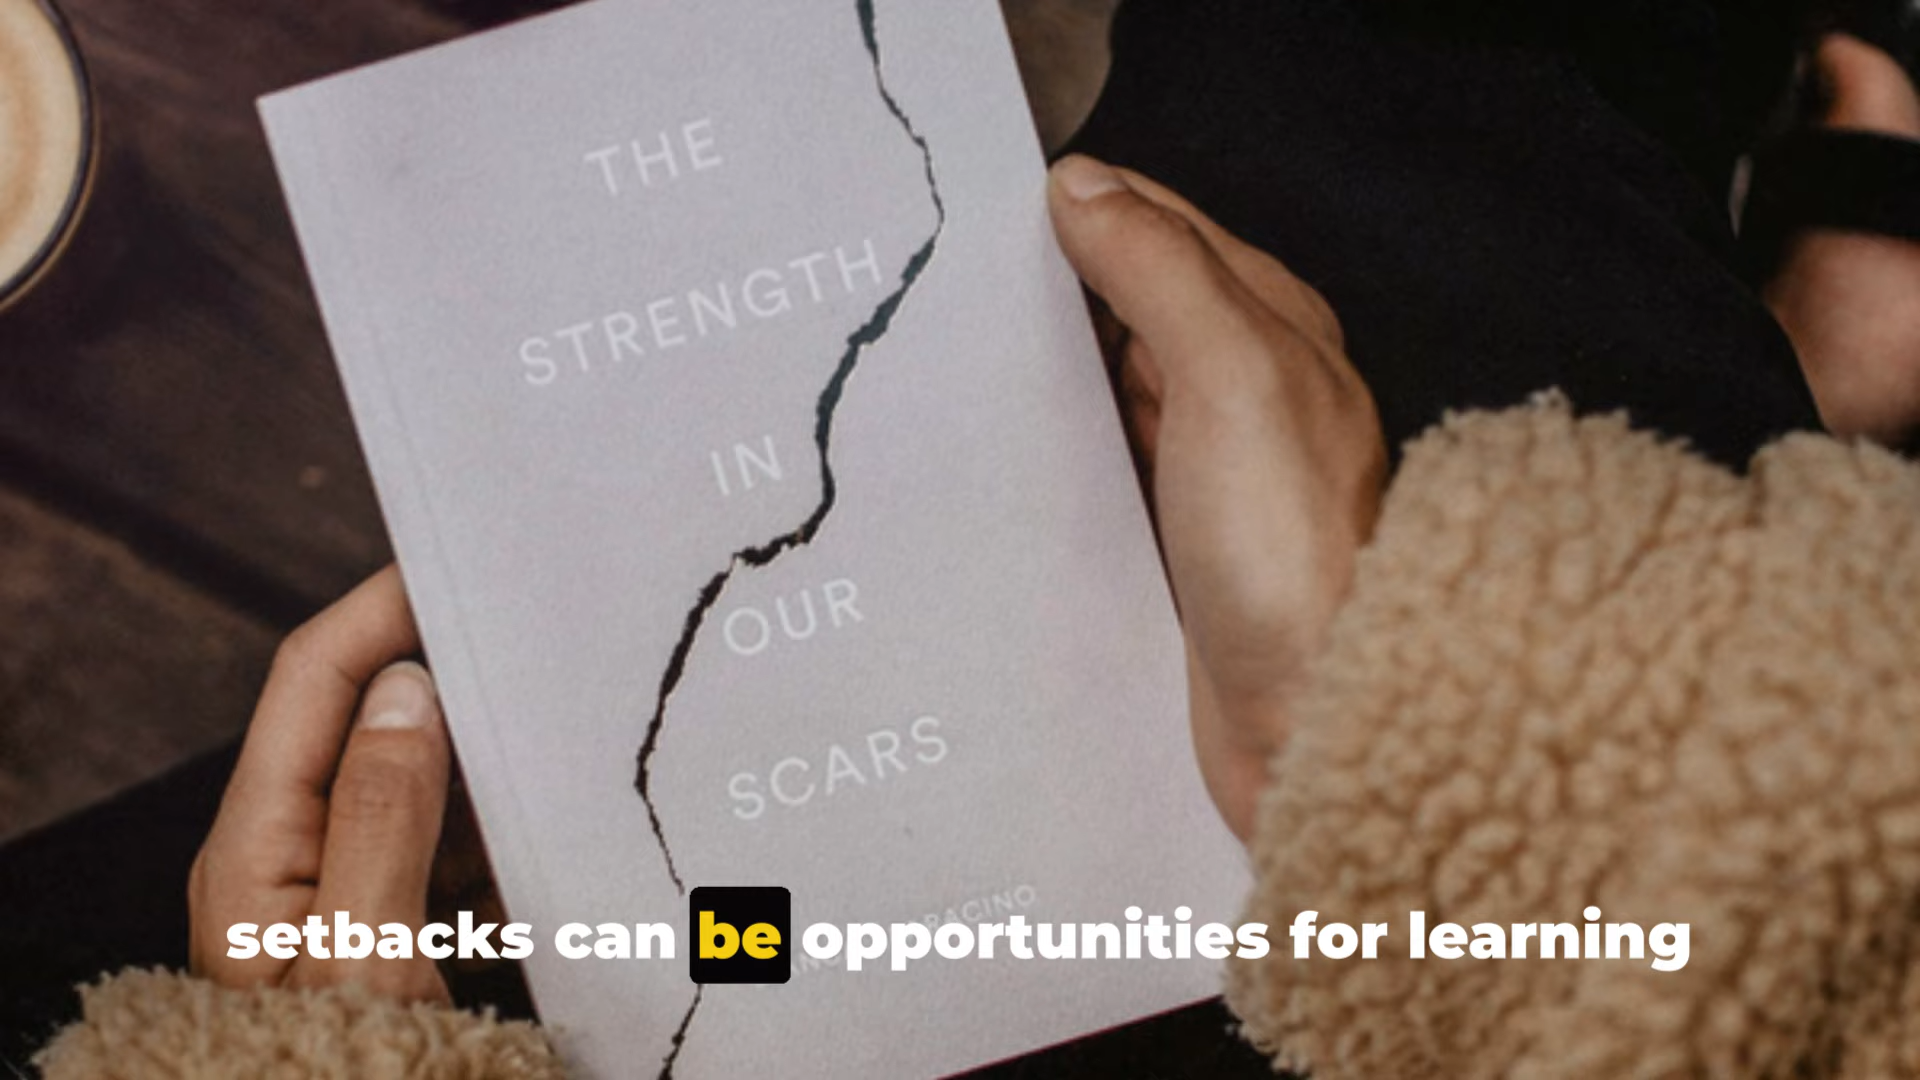 THE
STRENGTH
IN
OUR
SCARS
setbacks can be opportunities for learning